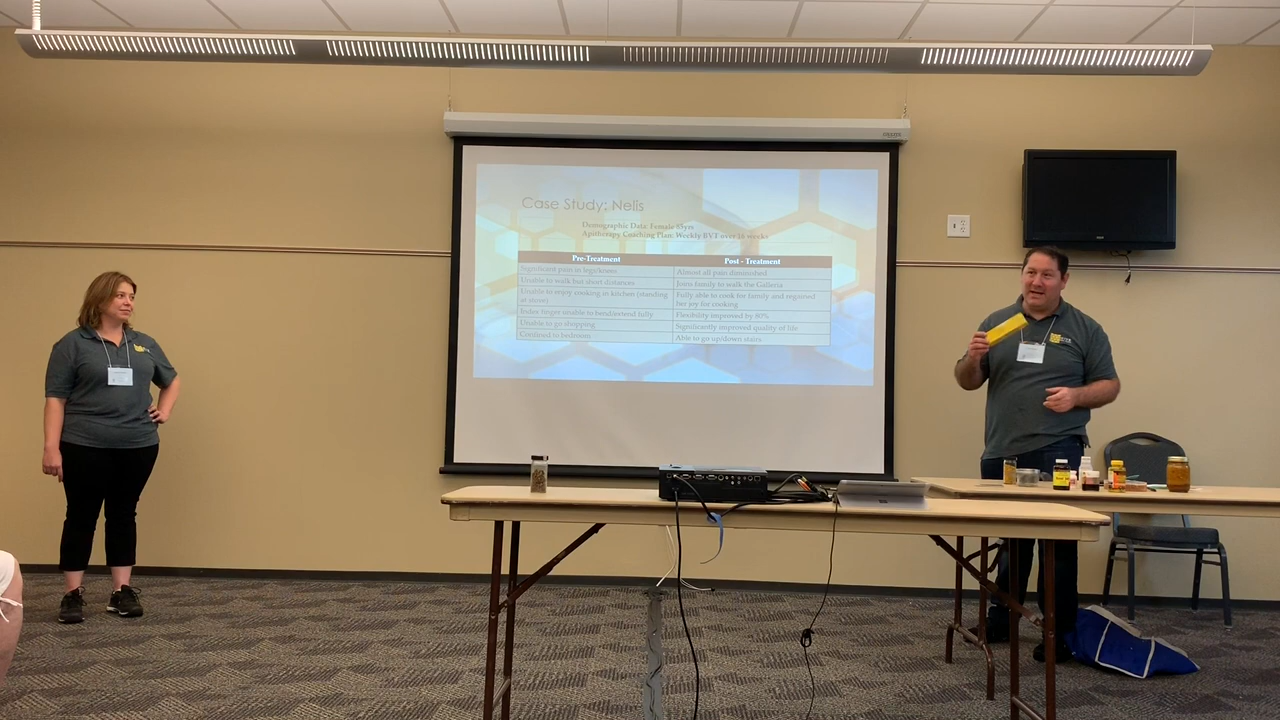 Case Study: Nelis
Demographic Data: Female 85yrs
Apitherapy Coaching Plan: Weekly BVT over 16 weeks
Pre-Treatment
Post - Treatment
Significant pain in legs/knees
Almost all pain diminished
Unable to walk but short distances
Joins family to walk the Galleria
Unable to enjoy cooking in kitchen (standing
at stove)
Fully able to cook for family and regained
her joy for cooking
Index finger unable to bend/extend fully
Flexibility improved by 80%
Unable to go shopping
Significantly improved quality of life
Confined to bedroom
Able to go up/down stairs